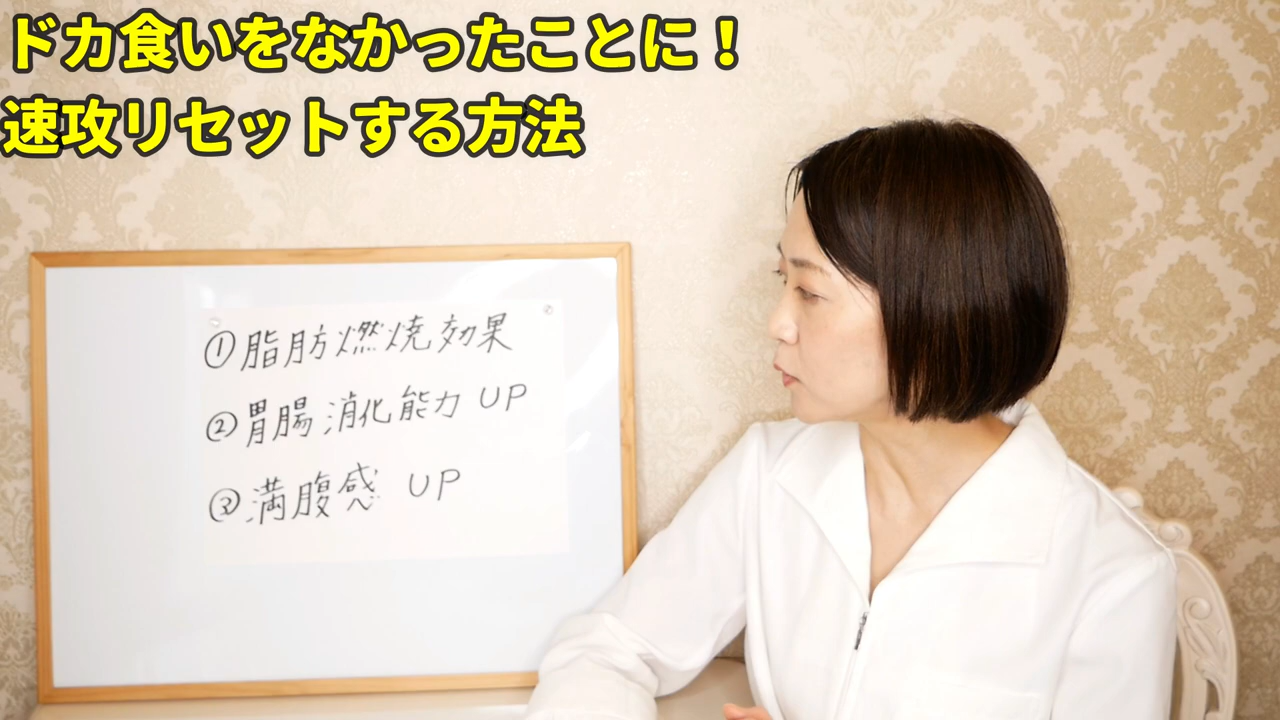 ドカ食いをなかったことに！
速攻リセットする方法
①脂肪燃焼効果
②胃腸消化能力UP
③満腹感 UP